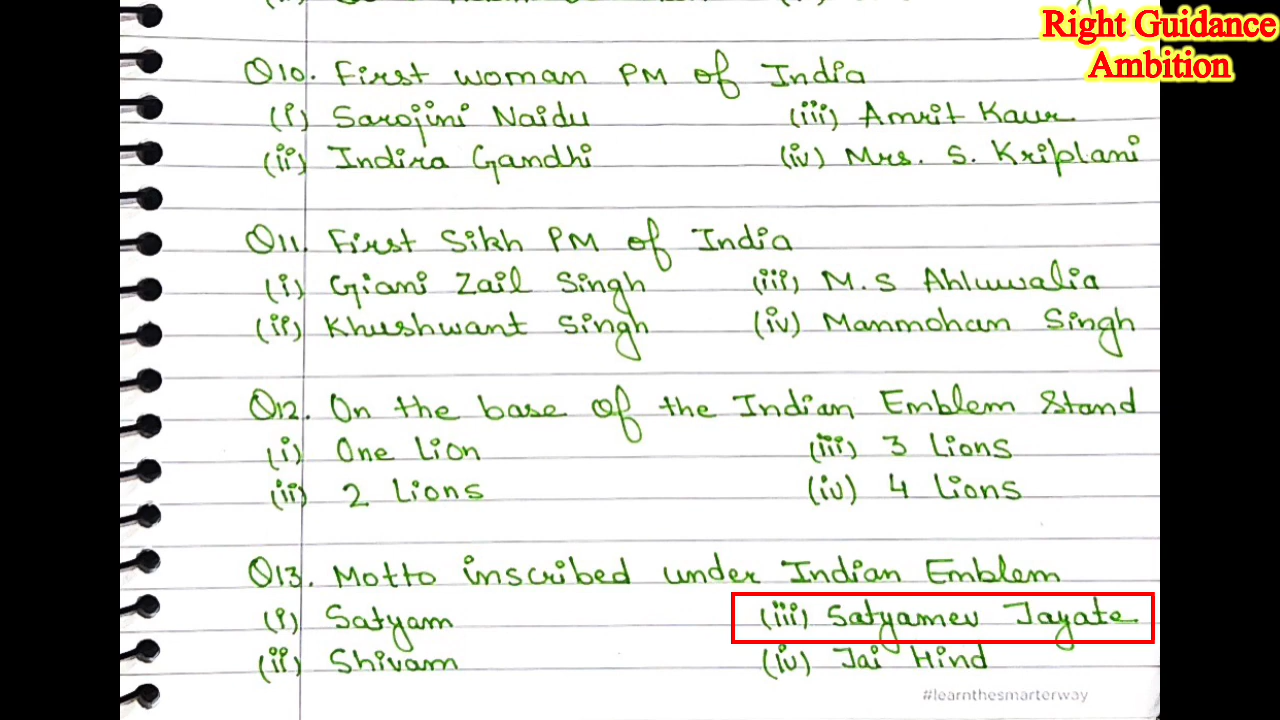 Right Guidance
Ambition
Q10. First woman PM of India
(i) Sarojini Naidu (iii) Amrit Kaur
(ii) Indira Gandhi (iv) Mrs. S. Kriplani
Q11. First Sikh PM of India
(i) Giani Zail Singh (iii) M.S Ahluwalia
(ii) Khushwant Singh (iv) Manmohan Singh
Q12. On the base of the Indian Emblem stand
(i) One Lion (iii) 3 Lions
(ii) 2 Lions (iv) 4 Lions
Q13. Motto inscribed under Indian Emblem
(i) Satyam (iii) Satyamev Jayate
(ii) Shivam (iv) Jai Hind
#learnthesmarterway